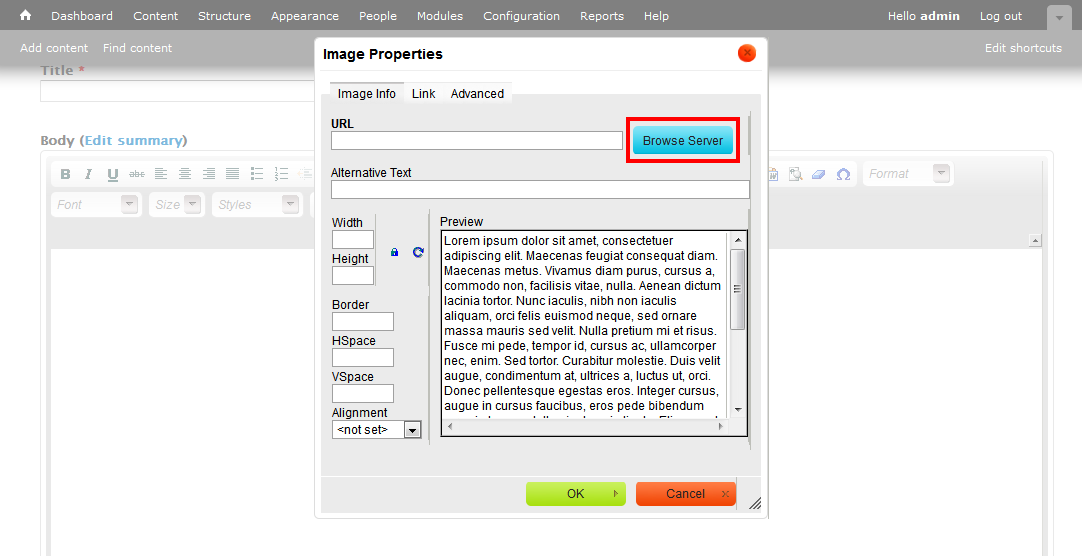 Dashboard Content Structure Appearance People Modules Configuration Reports Help Hello admin Log out
Add content Find content Edit shortcuts
Title *
Body (Edit summary)
B I U abc
Format
Font Size Styles
Image Properties
Image Info Link Advanced
URL
Browse Server
Alternative Text
Width
Height
Border
HSpace
VSpace
Alignment
<not set>
Preview
Lorem ipsum dolor sit amet, consectetuer
adipiscing elit. Maecenas feugiat consequat diam.
Maecenas metus. Vivamus diam purus, cursus a,
commodo non, facilisis vitae, nulla. Aenean dictum
lacinia tortor. Nunc iaculis, nibh non iaculis
aliquam, orci felis euismod neque, sed ornare
massa mauris sed velit. Nulla pretium mi et risus.
Fusce mi pede, tempor id, cursus ac, ullamcorper
nec, enim. Sed tortor. Curabitur molestie. Duis velit
augue, condimentum at, ultrices a, luctus ut, orci.
Donec pellentesque egestas eros. Integer cursus,
augue in cursus faucibus, eros pede bibendum
OK Cancel